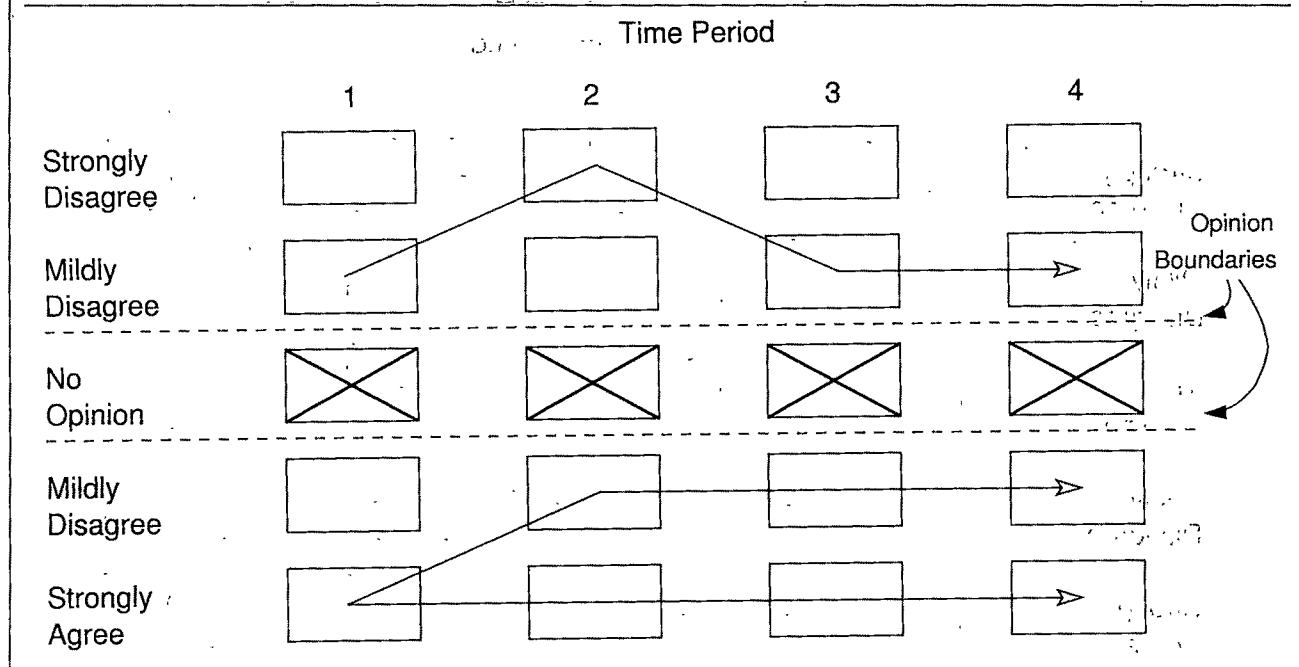 Time Period
1 2 3 4
Strongly
Disagree
Mildly
Disagree
Opinion
Boundaries
No
Opinion
Mildly
Disagree
Strongly
Agree